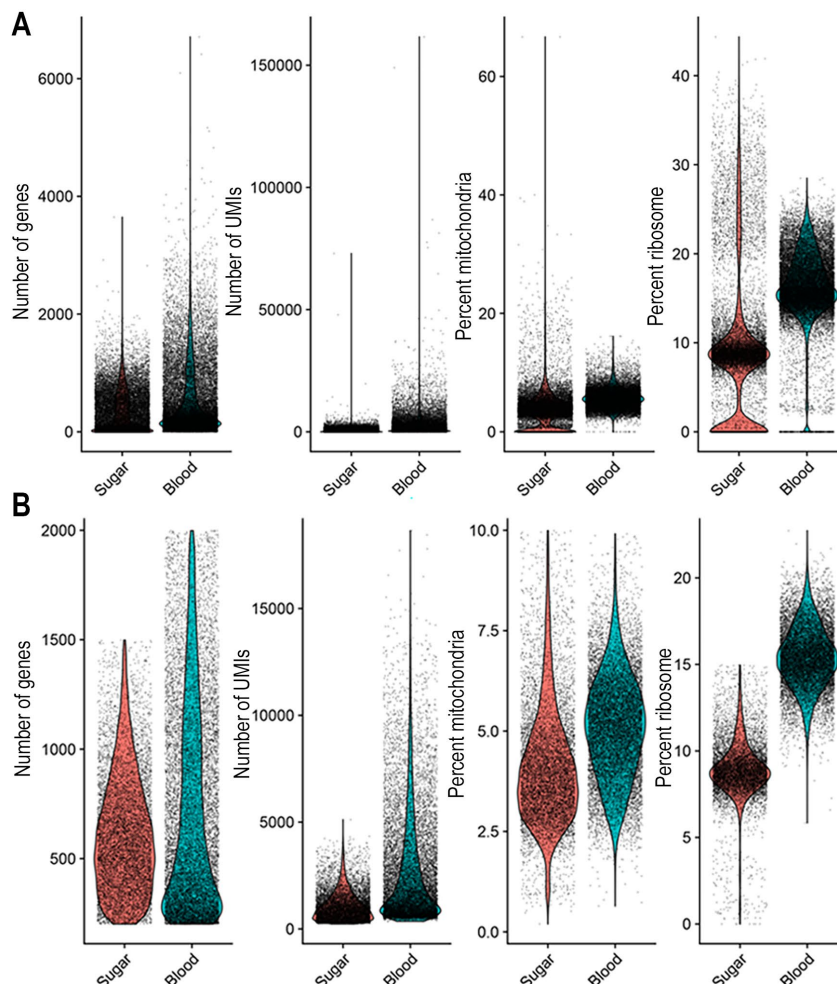 A
Number of genes
6000
4000
2000
0
Sugar
Blood
Number of UMIs
150000
100000
50000
0
Sugar
Blood
Percent mitochondria
60
40
20
0
Sugar
Blood
Percent ribosome
40
30
20
10
0
Sugar
Blood
B
Number of genes
2000
1500
1000
500
Sugar
Blood
Number of UMIs
15000
10000
5000
0
Sugar
Blood
Percent mitochondria
10.0
7.5
5.0
2.5
0.0
Sugar
Blood
Percent ribosome
20
15
10
5
0
Sugar
Blood